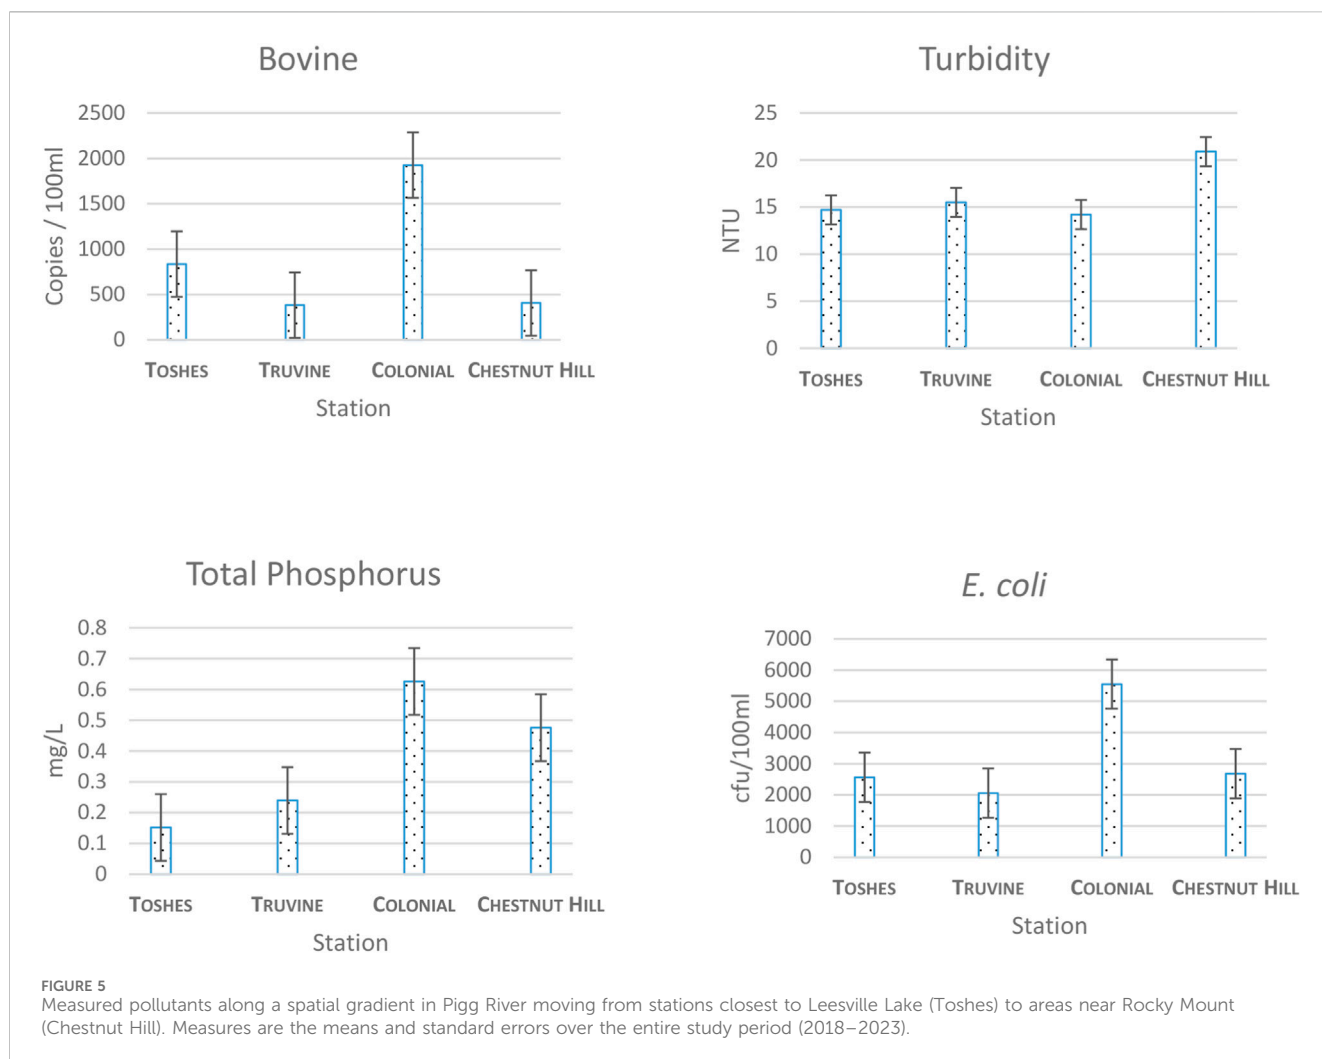 Bovine
2500
2000
1500
1000
500
0
Copies / 100ml
TOSHES TRUVINE COLONIAL CHESTNUT HILL
Station
Turbidity
25
20
15
10
5
0
NTU
TOSHES TRUVINE COLONIAL CHESTNUT HILL
Station
Total Phosphorus
0.8
0.7
0.6
0.5
0.4
0.3
0.2
0.1
0
mg/L
TOSHES TRUVINE COLONIAL CHESTNUT HILL
Station
E. coli
7000
6000
5000
4000
3000
2000
1000
0
cfu/100ml
TOSHES TRUVINE COLONIAL CHESTNUT HILL
Station
FIGURE 5
Measured pollutants along a spatial gradient in Pigg River moving from stations closest to Leesville Lake (Toshes) to areas near Rocky Mount
(Chestnut Hill). Measures are the means and standard errors over the entire study period (2018–2023).